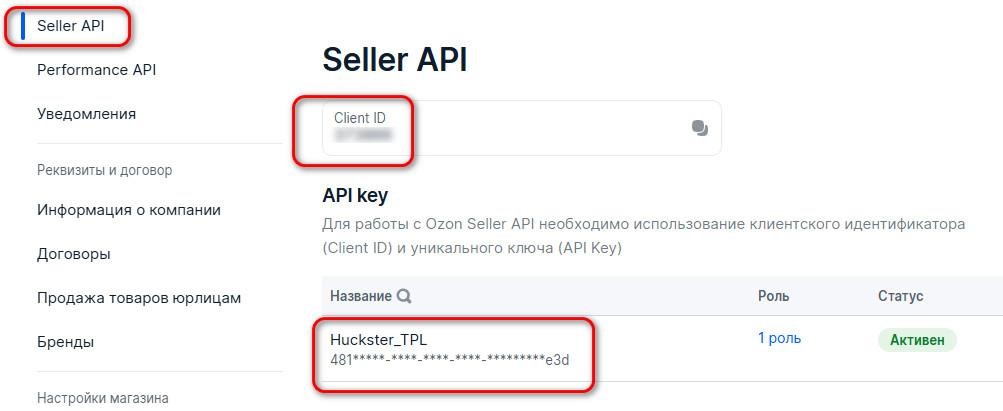 Seller API
Performance API
Уведомления
Реквизиты и договор
Информация о компании
Договоры
Продажа товаров юрлицам
Бренды
Настройки магазина
Seller API
Client ID
API key
Для работы с Ozon Seller API необходимо использование клиентского идентификатора
(Client ID) и уникального ключа (API Key)
Название Роль Статус
Huckster_TPL 1 роль Активен
481*****-****-****-****-*********e3d